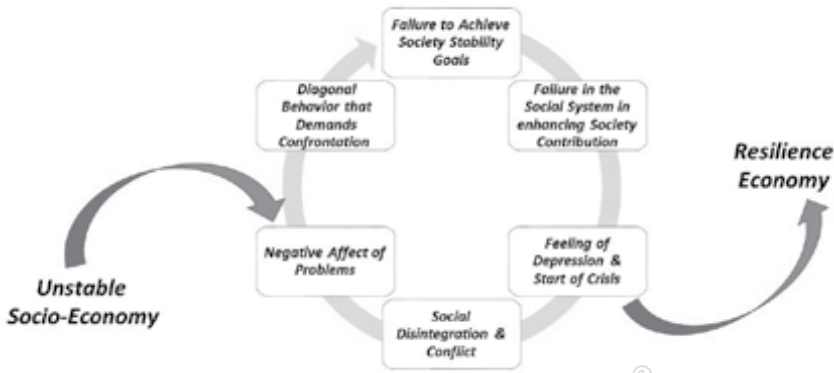 Failure to Achieve
Society Stability
Goals
Diagonal
Behavior that
Demands
Confrontation
Failure in the
Social System in
enhancing Society
Contribution
Resilience
Economy
Negative Affect of
Problems
Feeling of
Depression &
Start of Crisis
Unstable
Socio-Economy
Social
Disintegration &
Conflict